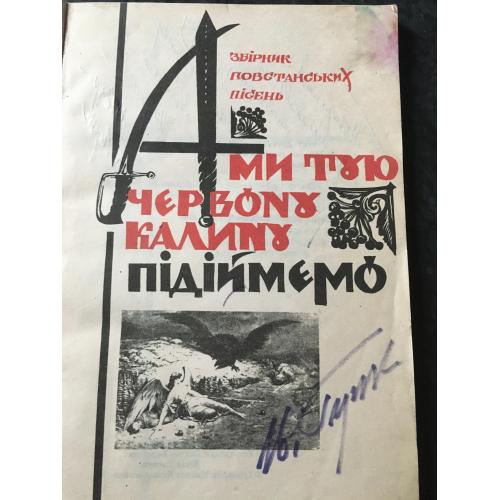 ЗБІРНИК
ПОВСТАНСЬКИХ
ПІСЕНЬ
А МИ ТУЮ
ЧЕРВОНУ
КАЛИНУ
ПІДІЙМЕМО